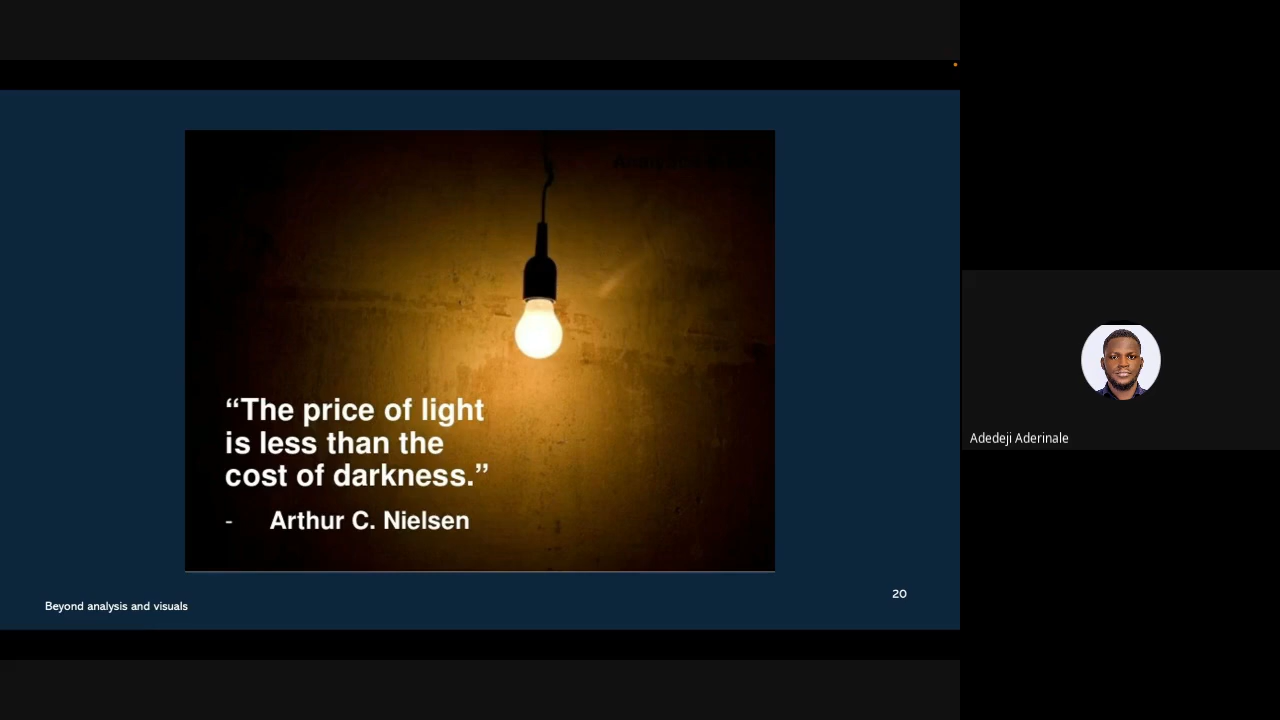 “The price of light
is less than the
cost of darkness.”
- Arthur C. Nielsen
Beyond analysis and visuals
20
Adedeji Aderinale